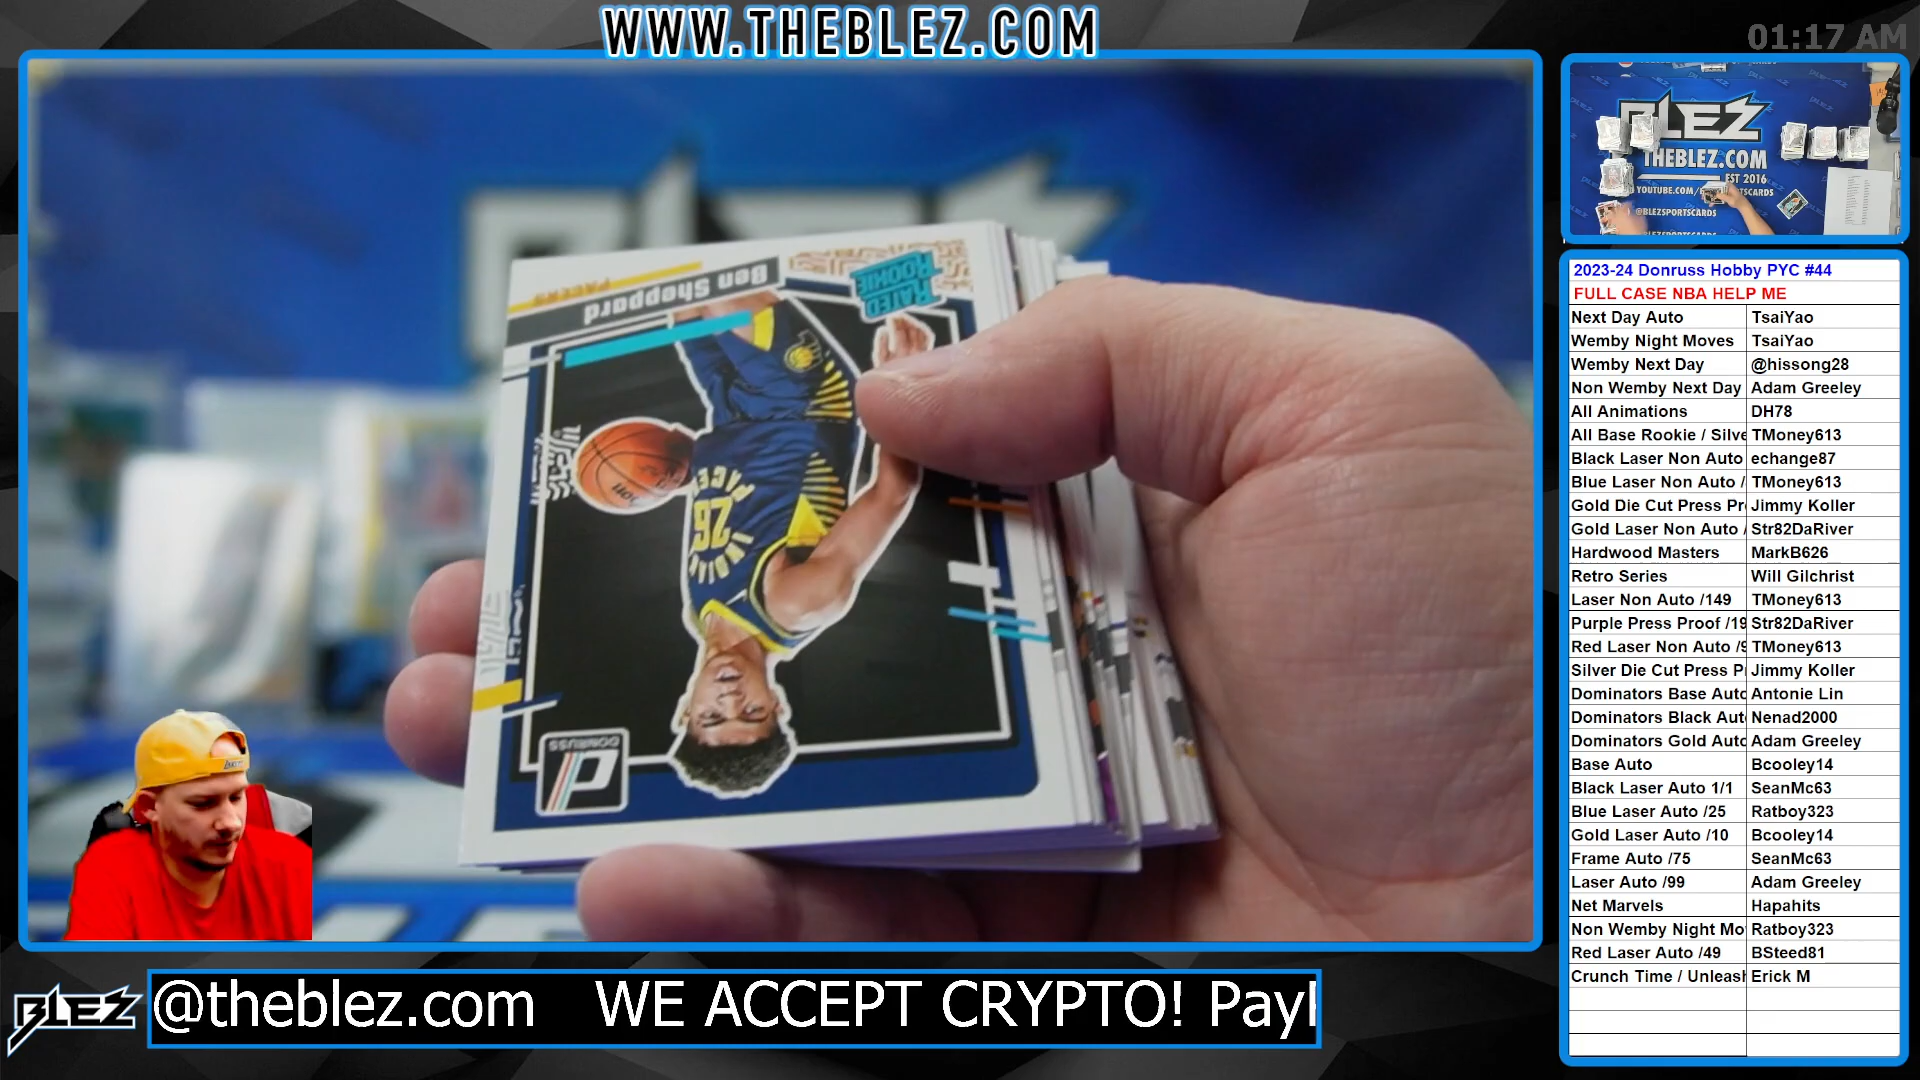 WWW.THEBLEZ.COM
01:17 AM
BLEZ
THEBLEZ.COM
EST 2016
@BLEZSPORTSCARDS
Ben Sheppard
PACERS
RATED
ROOKIE
INDIANA
26
PACERS
DONRUSS
2023-24 Donruss Hobby PYC #44
FULL CASE NBA HELP ME
Next Day Auto TsaiYao
Wemby Night Moves TsaiYao
Wemby Next Day @hissong28
Non Wemby Next Day Adam Greeley
All Animations DH78
All Base Rookie / Silve TMoney613
Black Laser Non Auto echange87
Blue Laser Non Auto / TMoney613
Gold Die Cut Press Pr Jimmy Koller
Gold Laser Non Auto / Str82DaRiver
Hardwood Masters MarkB626
Retro Series Will Gilchrist
Laser Non Auto /149 TMoney613
Purple Press Proof /19 Str82DaRiver
Red Laser Non Auto /9 TMoney613
Silver Die Cut Press P Jimmy Koller
Dominators Base Auto Antonie Lin
Dominators Black Aut Nenad2000
Dominators Gold Auto Adam Greeley
Base Auto Bcooley14
Black Laser Auto 1/1 SeanMc63
Blue Laser Auto /25 Ratboy323
Gold Laser Auto /10 Bcooley14
Frame Auto /75 SeanMc63
Laser Auto /99 Adam Greeley
Net Marvels Hapahits
Non Wemby Night Mo Ratboy323
Red Laser Auto /49 BSteed81
Crunch Time / Unleash Erick M
BLEZ
@theblez.com WE ACCEPT CRYPTO! Pay